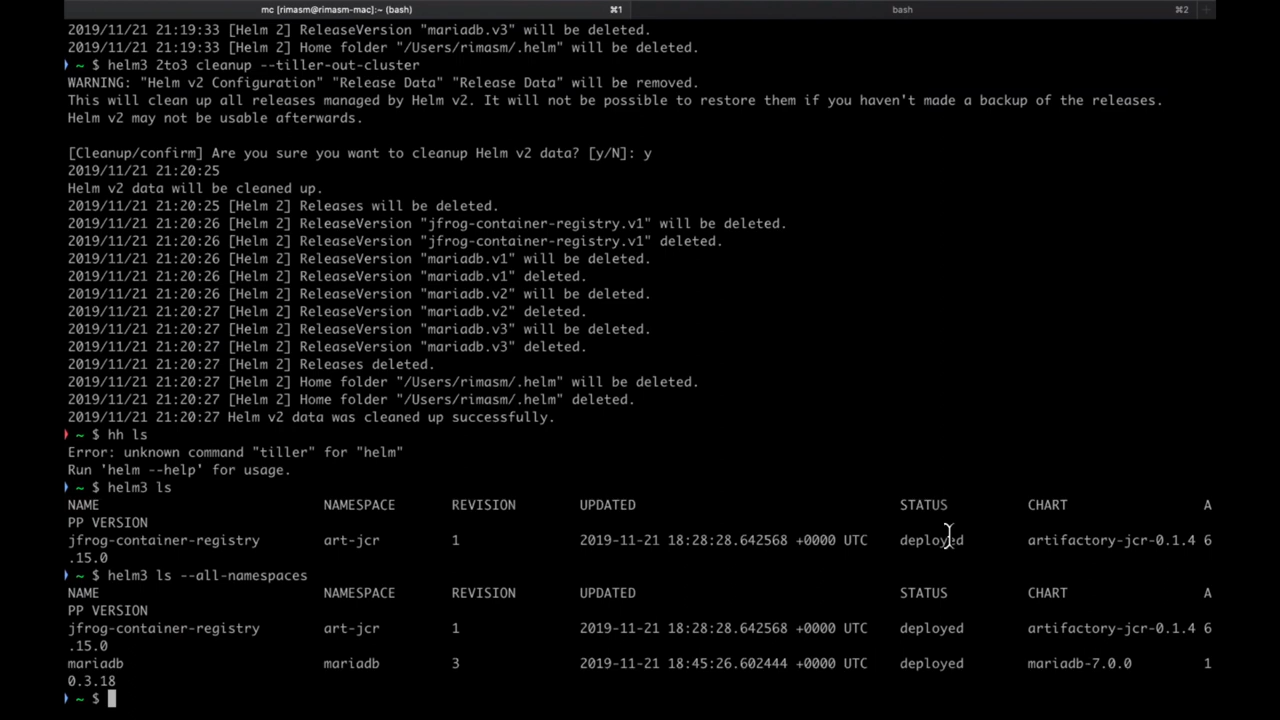 mc [rimasm@rimasm-mac]:~ (bash) ⌘1 bash ⌘2 +
2019/11/21 21:19:33 [Helm 2] ReleaseVersion "mariadb.v3" will be deleted.
2019/11/21 21:19:33 [Helm 2] Home folder "/Users/rimasm/.helm" will be deleted.
~ $ helm3 2to3 cleanup --tiller-out-cluster
WARNING: "Helm v2 Configuration" "Release Data" "Release Data" will be removed.
This will clean up all releases managed by Helm v2. It will not be possible to restore them if you haven't made a backup of the releases.
Helm v2 may not be usable afterwards.
[Cleanup/confirm] Are you sure you want to cleanup Helm v2 data? [y/N]: y
2019/11/21 21:20:25
Helm v2 data will be cleaned up.
2019/11/21 21:20:25 [Helm 2] Releases will be deleted.
2019/11/21 21:20:26 [Helm 2] ReleaseVersion "jfrog-container-registry.v1" will be deleted.
2019/11/21 21:20:26 [Helm 2] ReleaseVersion "jfrog-container-registry.v1" deleted.
2019/11/21 21:20:26 [Helm 2] ReleaseVersion "mariadb.v1" will be deleted.
2019/11/21 21:20:26 [Helm 2] ReleaseVersion "mariadb.v1" deleted.
2019/11/21 21:20:26 [Helm 2] ReleaseVersion "mariadb.v2" will be deleted.
2019/11/21 21:20:27 [Helm 2] ReleaseVersion "mariadb.v2" deleted.
2019/11/21 21:20:27 [Helm 2] ReleaseVersion "mariadb.v3" will be deleted.
2019/11/21 21:20:27 [Helm 2] ReleaseVersion "mariadb.v3" deleted.
2019/11/21 21:20:27 [Helm 2] Releases deleted.
2019/11/21 21:20:27 [Helm 2] Home folder "/Users/rimasm/.helm" will be deleted.
2019/11/21 21:20:27 [Helm 2] Home folder "/Users/rimasm/.helm" deleted.
2019/11/21 21:20:27 Helm v2 data was cleaned up successfully.
~ $ hh ls
Error: unknown command "tiller" for "helm"
Run 'helm --help' for usage.
~ $ helm3 ls
NAME NAMESPACE REVISION UPDATED STATUS CHART A
PP VERSION
jfrog-container-registry art-jcr 1 2019-11-21 18:28:28.642568 +0000 UTC deployed artifactory-jcr-0.1.4 6
.15.0
~ $ helm3 ls --all-namespaces
NAME NAMESPACE REVISION UPDATED STATUS CHART A
PP VERSION
jfrog-container-registry art-jcr 1 2019-11-21 18:28:28.642568 +0000 UTC deployed artifactory-jcr-0.1.4 6
.15.0
mariadb mariadb 3 2019-11-21 18:45:26.602444 +0000 UTC deployed mariadb-7.0.0 1
0.3.18
~ $